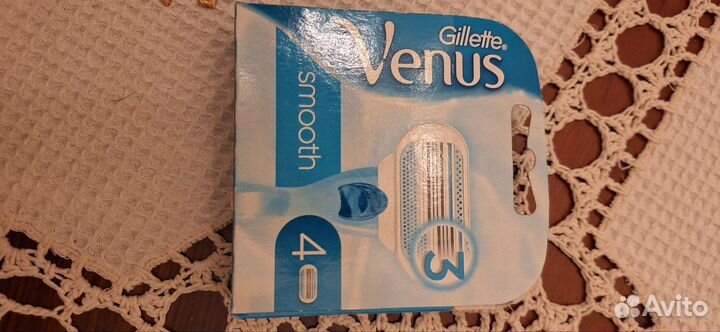 Gillette®
Venus
smooth
3
4
Avito